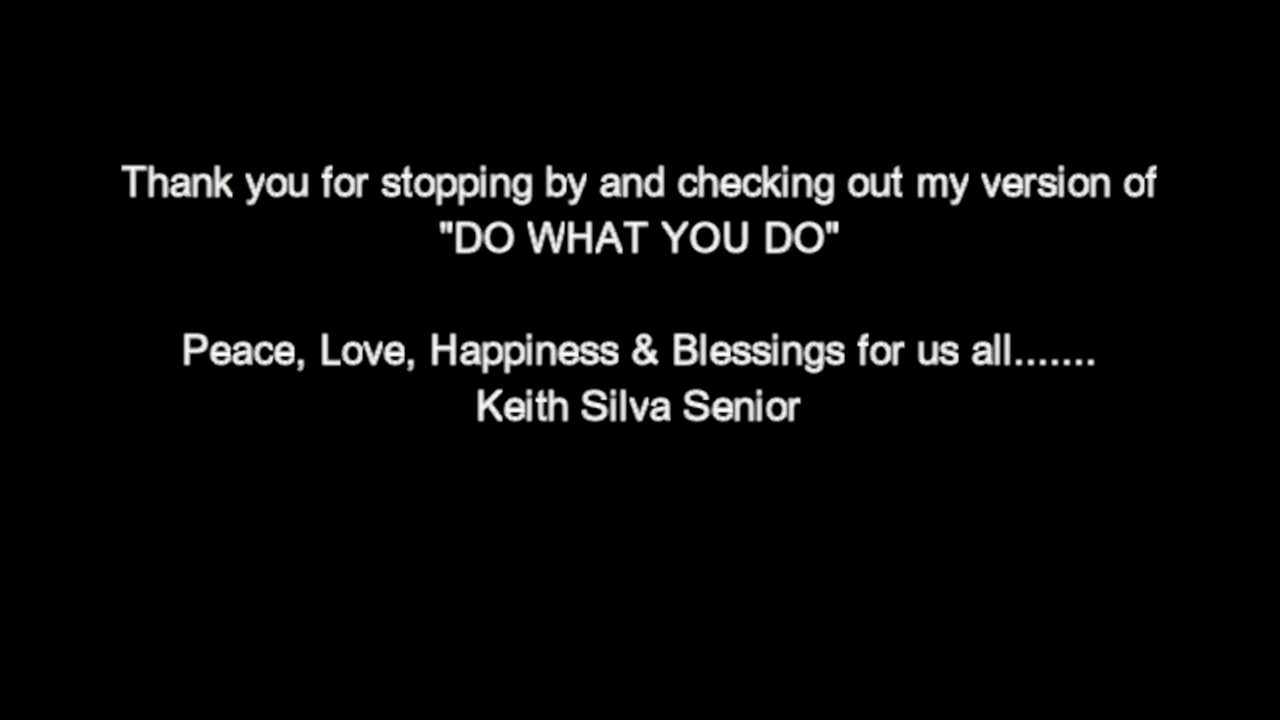 Thank you for stopping by and checking out my version of
"DO WHAT YOU DO"
Peace, Love, Happiness & Blessings for us all.......
Keith Silva Senior